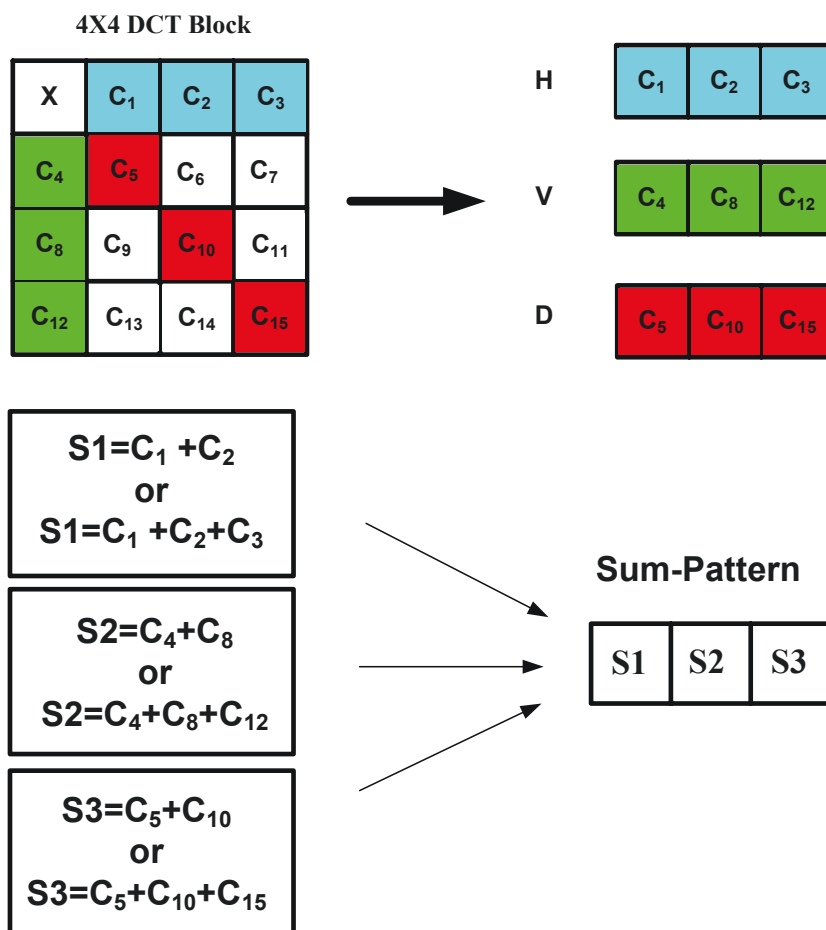 4X4 DCT Block
X C₁ C₂ C₃
C₄ C₅ C₆ C₇
C₈ C₉ C₁₀ C₁₁
C₁₂ C₁₃ C₁₄ C₁₅
H C₁ C₂ C₃
V C₄ C₈ C₁₂
D C₅ C₁₀ C₁₅
S1=C₁ +C₂
or
S1=C₁ +C₂+C₃
S2=C₄+C₈
or
S2=C₄+C₈+C₁₂
S3=C₅+C₁₀
or
S3=C₅+C₁₀+C₁₅
Sum-Pattern
S1 S2 S3